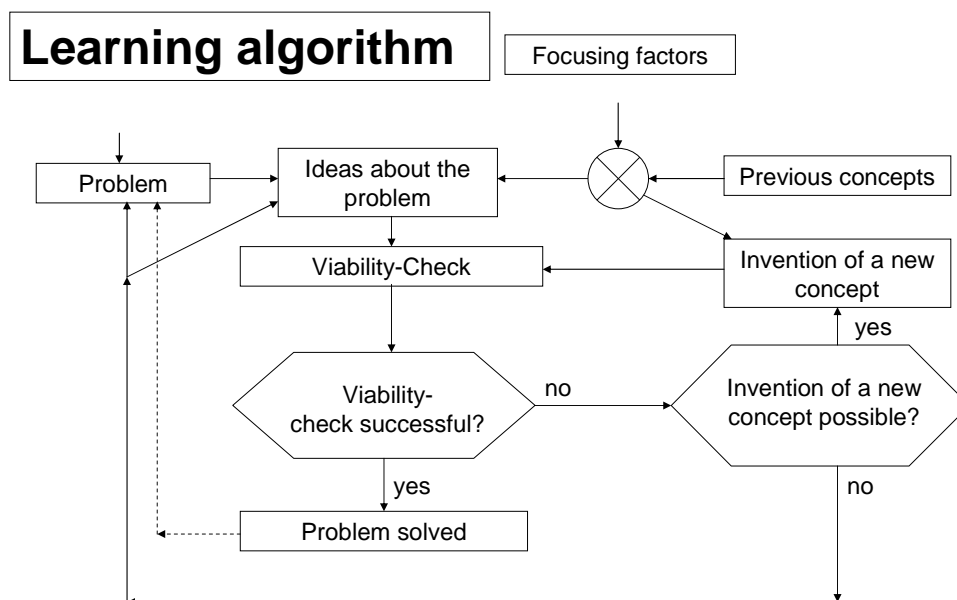 Learning algorithm
Focusing factors
Problem
Ideas about the
problem
Previous concepts
Viability-Check
Invention of a new
concept
yes
Viability-
check successful?
no
Invention of a new
concept possible?
yes
no
Problem solved